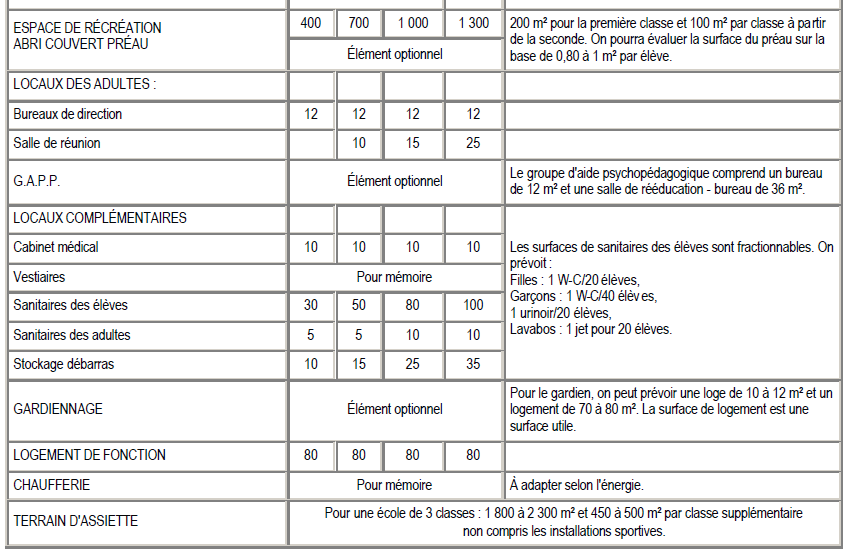 ESPACE DE RÉCRÉATION
ABRI COUVERT PRÉAU
400 700 1 000 1 300
Élément optionnel
200 m² pour la première classe et 100 m² par classe à partir
de la seconde. On pourra évaluer la surface du préau sur la
base de 0,80 à 1 m² par élève.
LOCAUX DES ADULTES :
Bureaux de direction 12 12 12 12
Salle de réunion 10 15 25
G.A.P.P. Élément optionnel
Le groupe d'aide psychopédagogique comprend un bureau
de 12 m² et une salle de rééducation - bureau de 36 m².
LOCAUX COMPLÉMENTAIRES
Cabinet médical 10 10 10 10
Vestiaires Pour mémoire
Sanitaires des élèves 30 50 80 100
Sanitaires des adultes 5 5 10 10
Stockage débarras 10 15 25 35
Les surfaces de sanitaires des élèves sont fractionnables. On
prévoit :
Filles : 1 W-C/20 élèves,
Garçons : 1 W-C/40 élèves,
1 urinoir/20 élèves,
Lavabos : 1 jet pour 20 élèves.
GARDIENNAGE Élément optionnel
Pour le gardien, on peut prévoir une loge de 10 à 12 m² et un
logement de 70 à 80 m². La surface de logement est une
surface utile.
LOGEMENT DE FONCTION 80 80 80 80
CHAUFFERIE Pour mémoire À adapter selon l'énergie.
TERRAIN D'ASSIETTE
Pour une école de 3 classes : 1 800 à 2 300 m² et 450 à 500 m² par classe supplémentaire
non compris les installations sportives.